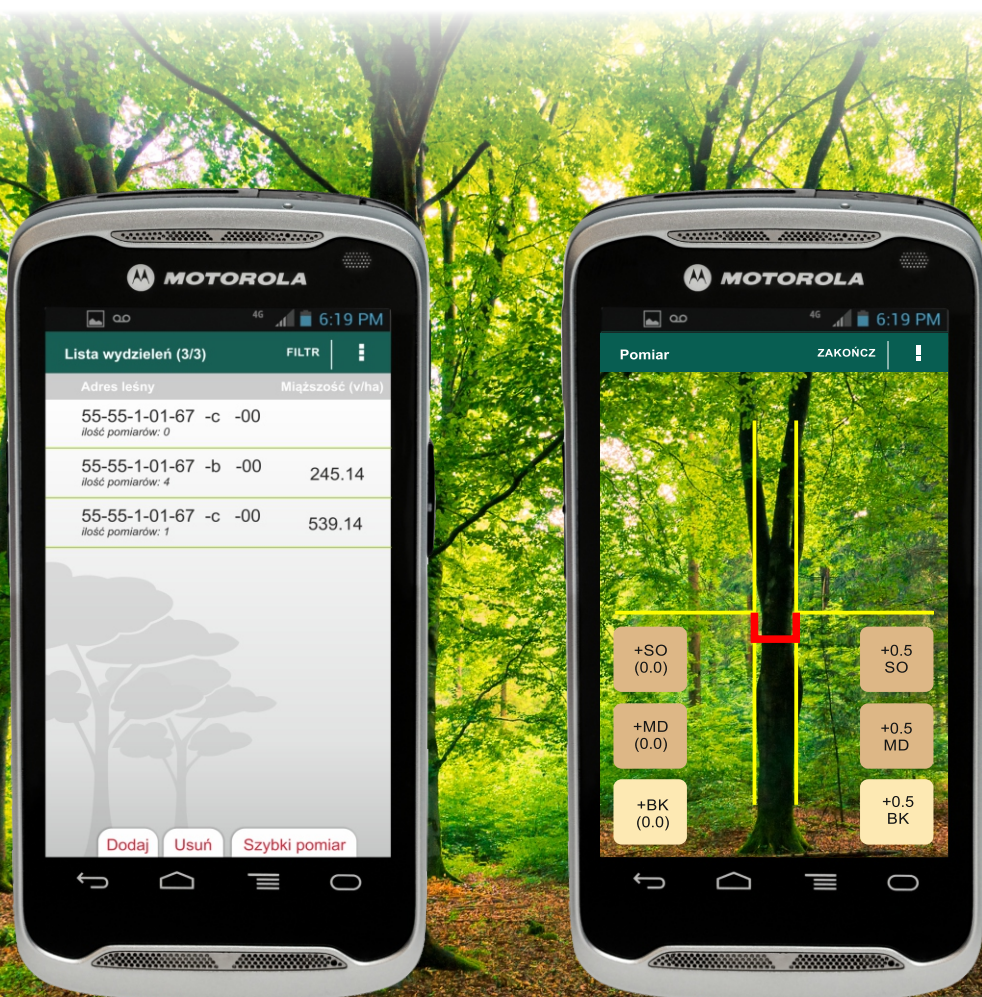 MOTOROLA
4G 6:19 PM
Lista wydzieleń (3/3) FILTR
Adres leśny Miąższość (v/ha)
55-55-1-01-67 -c -00
ilość pomiarów: 0
55-55-1-01-67 -b -00 245.14
ilość pomiarów: 4
55-55-1-01-67 -c -00 539.14
ilość pomiarów: 1
Dodaj Usuń Szybki pomiar
MOTOROLA
4G 6:19 PM
Pomiar ZAKOŃCZ
+SO
(0.0)
+0.5
SO
+MD
(0.0)
+0.5
MD
+BK
(0.0)
+0.5
BK